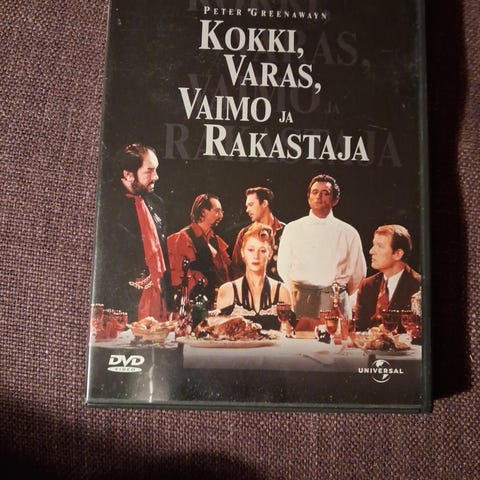 PETER GREENAWAYN
KOKKI,
VARAS,
VAIMO JA
RAKASTAJA
DVD
VIDEO
UNIVERSAL